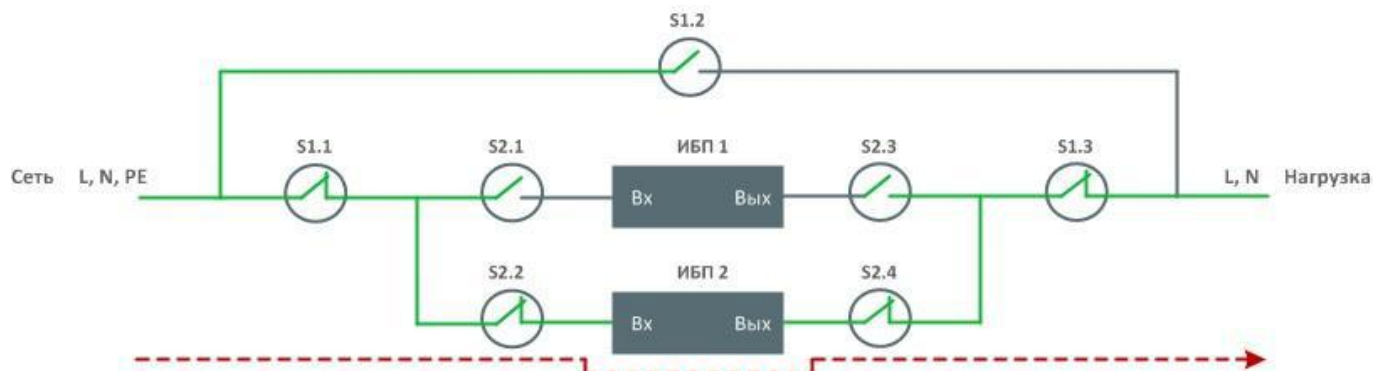 S1.2
S1.1 S2.1 ИБП 1 S2.3 S1.3
Сеть L, N, PE Вх Вых L, N Нагрузка
S2.2 ИБП 2 S2.4
Вх Вых